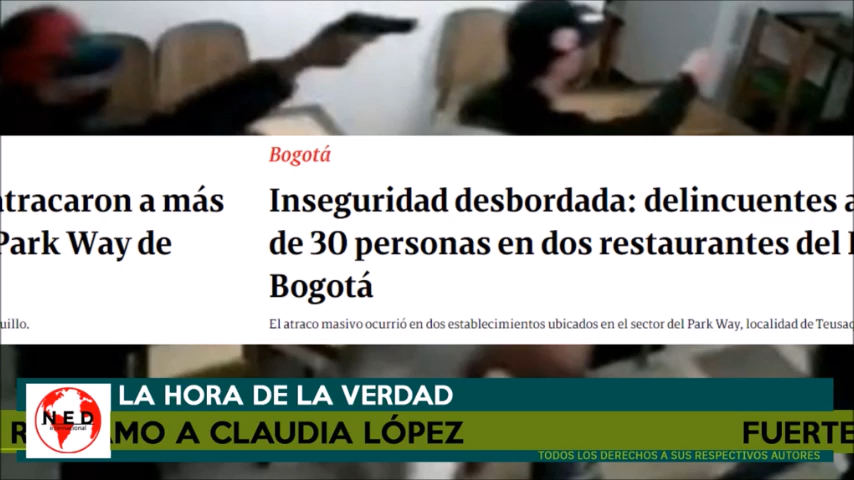 Bogotá
Inseguridad desbordada: delincuentes a
de 30 personas en dos restaurantes del
Bogotá
El atraco masivo ocurrió en dos establecimientos ubicados en el sector del Park Way, localidad de Teusa
tracaron a más
Park Way de
uillo.
LA HORA DE LA VERDAD
AMO A CLAUDIA LÓPEZ
FUERTE
NED
International
TODOS LOS DERECHOS A SUS RESPECTIVOS AUTORES